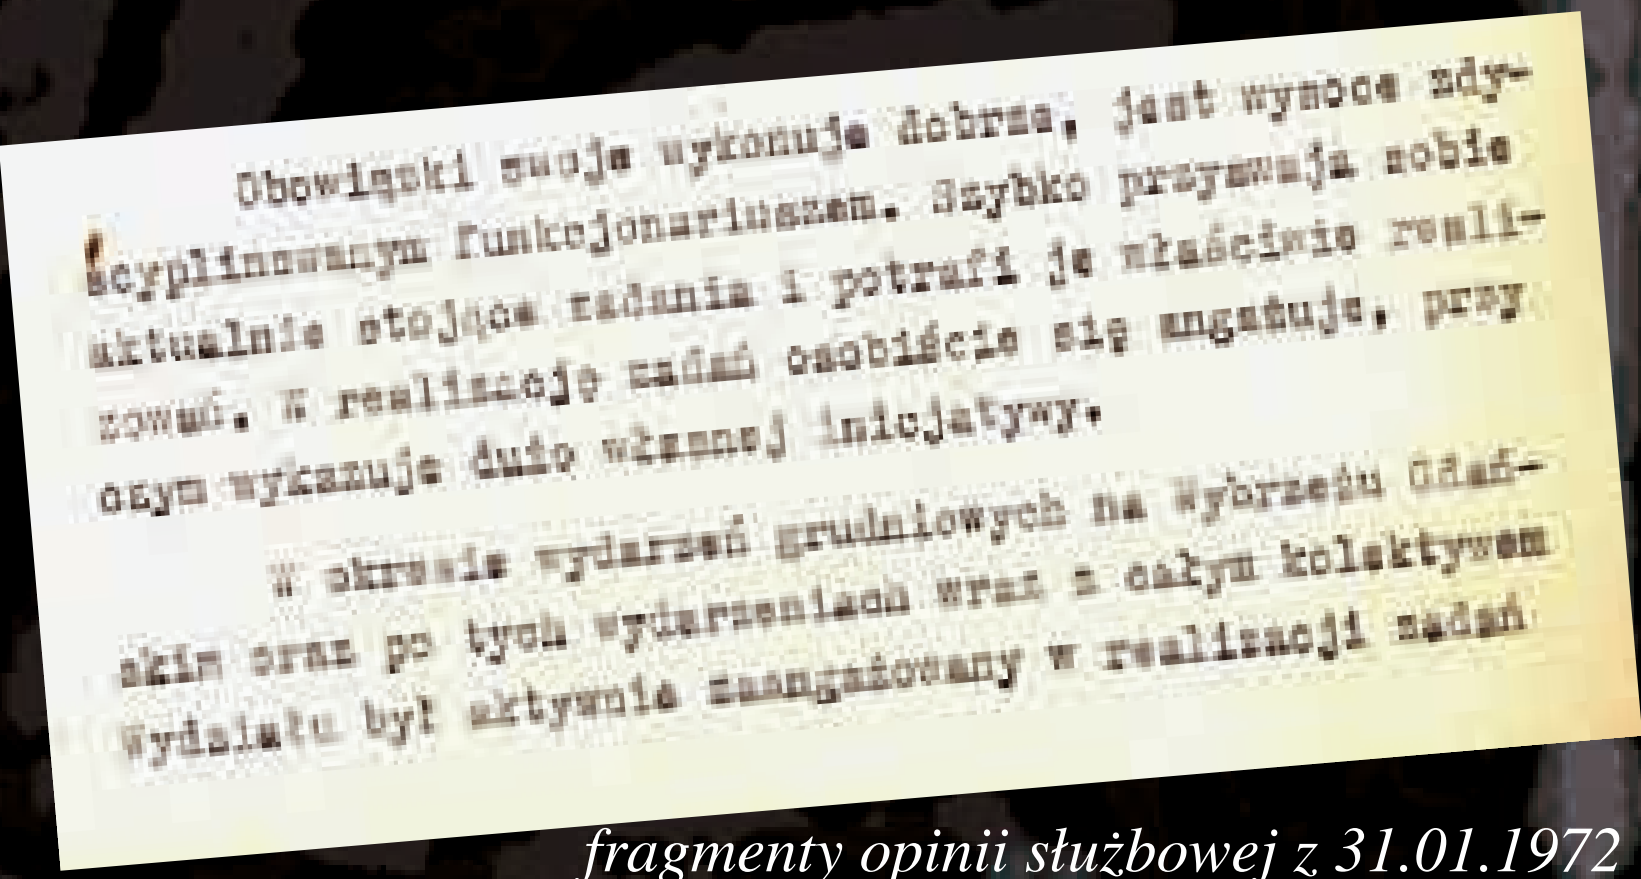 Obowiązki swoje wykonuje dobrze, jest wysoce zdy-
scyplinowanym funkcjonariuszem. Szybko przyswaja sobie
aktualnie stojące zadania i potrafi je właściwie reali-
zować. W realizację zadań osobiście się angażuje, przy
czym wykazuje dużo własnej inicjatywy.
W okresie wydarzeń grudniowych na Wybrzeżu Gdań-
skim oraz po tych wydarzeniach wraz z całym kolektywem
Wydziału był aktywnie zaangażowany w realizacji zadań
fragmenty opinii służbowej z 31.01.1972